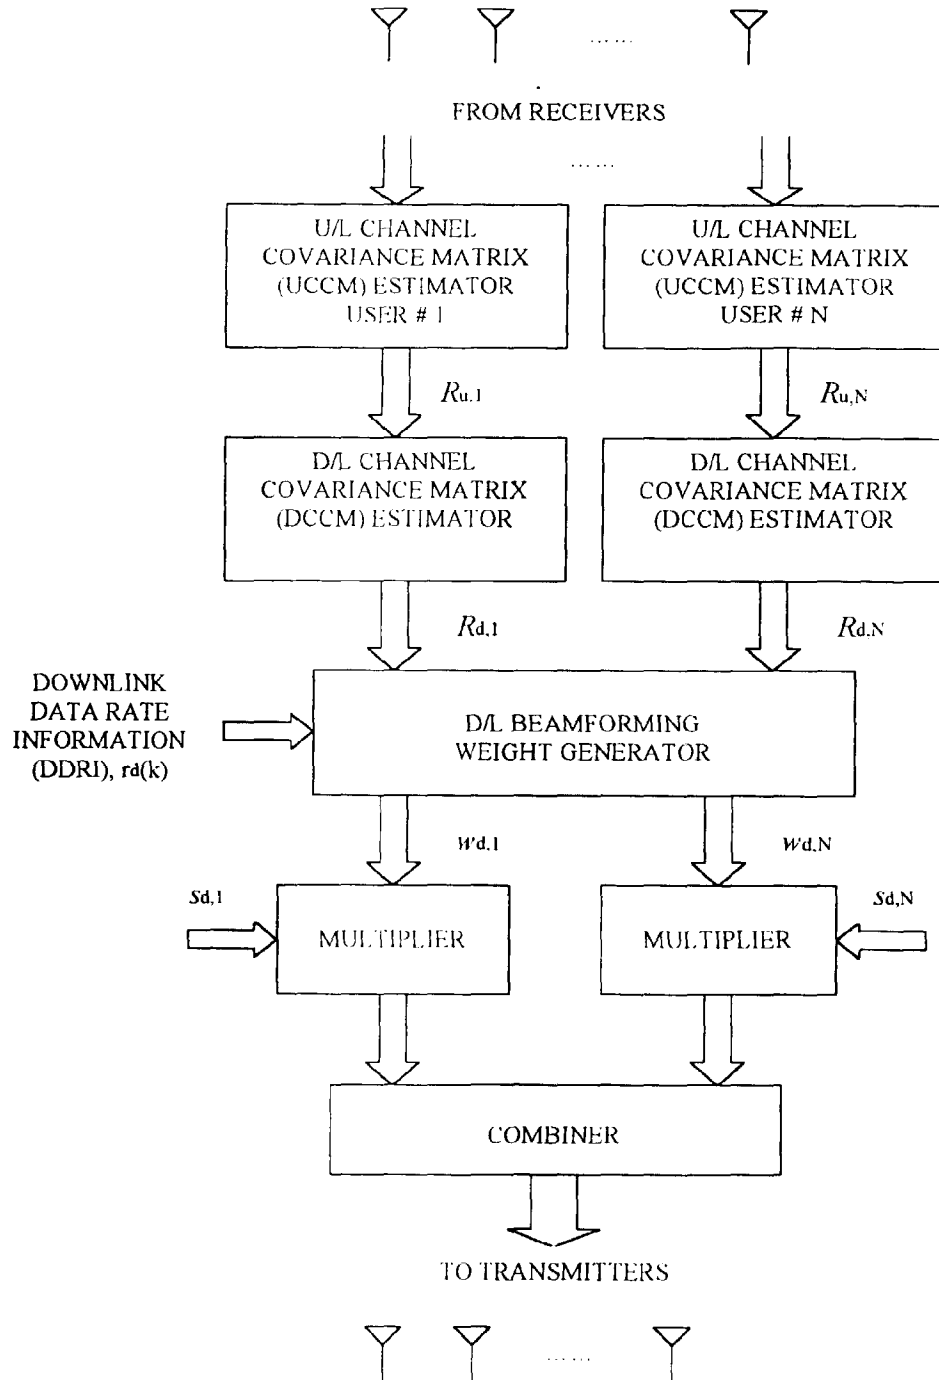 ......
FROM RECEIVERS
......
U/L CHANNEL
COVARIANCE MATRIX
(UCCM) ESTIMATOR
USER # 1
U/L CHANNEL
COVARIANCE MATRIX
(UCCM) ESTIMATOR
USER # N
Ru,1
Ru,N
D/L CHANNEL
COVARIANCE MATRIX
(DCCM) ESTIMATOR
D/L CHANNEL
COVARIANCE MATRIX
(DCCM) ESTIMATOR
Rd,1
Rd,N
DOWNLINK
DATA RATE
INFORMATION
(DDRI), rd(k)
D/L BEAMFORMING
WEIGHT GENERATOR
wd,1
wd,N
sd,1
MULTIPLIER
MULTIPLIER
sd,N
COMBINER
TO TRANSMITTERS
......